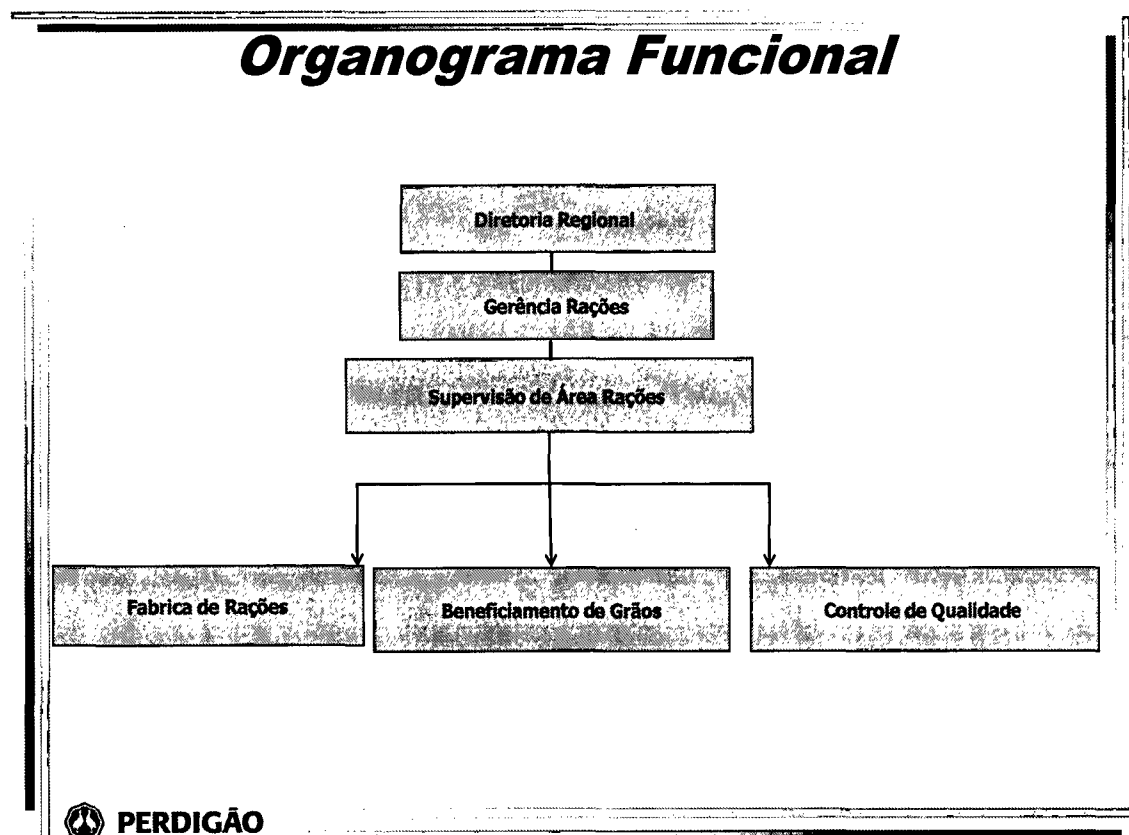 Organograma Funcional
Diretoria Regional
Gerência Rações
Supervisão de Área Rações
Fabrica de Rações
Beneficiamento de Grãos
Controle de Qualidade
PERDIGÃO